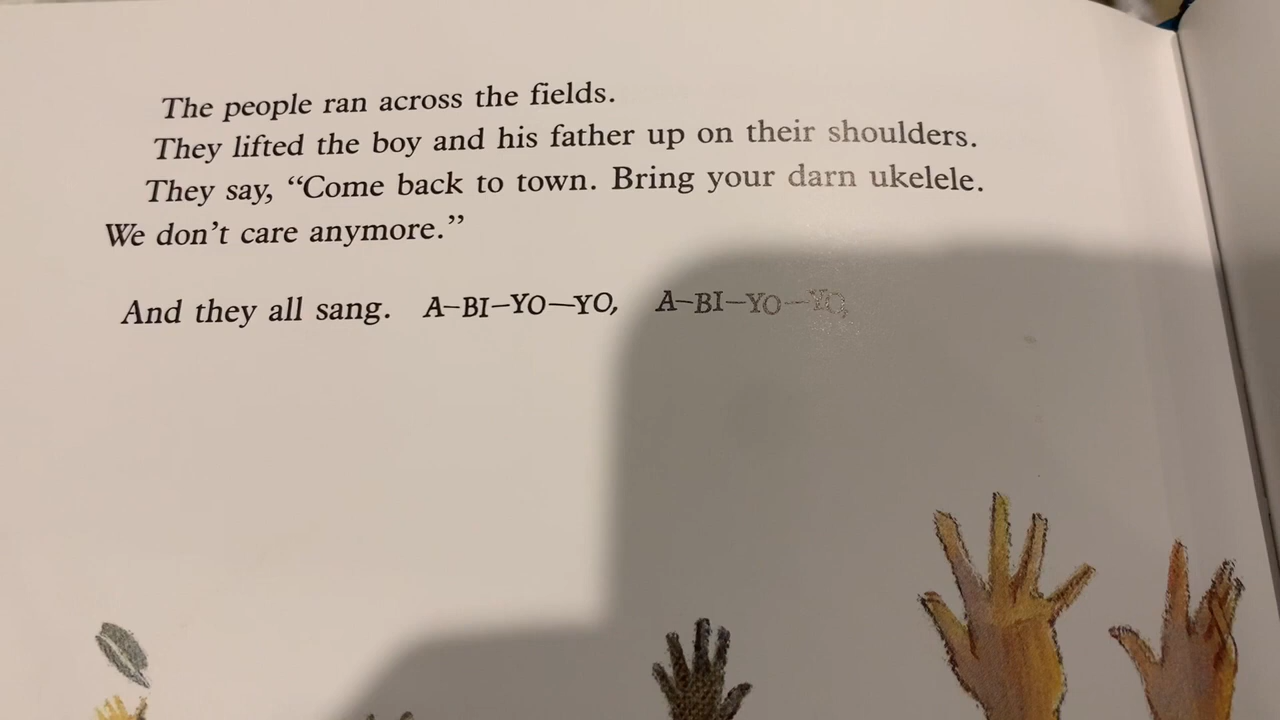 The people ran across the fields.
They lifted the boy and his father up on their shoulders.
They say, “Come back to town. Bring your darn ukelele.
We don’t care anymore.”
And they all sang. A–BI–YO—YO, A–BI–YO—YO,